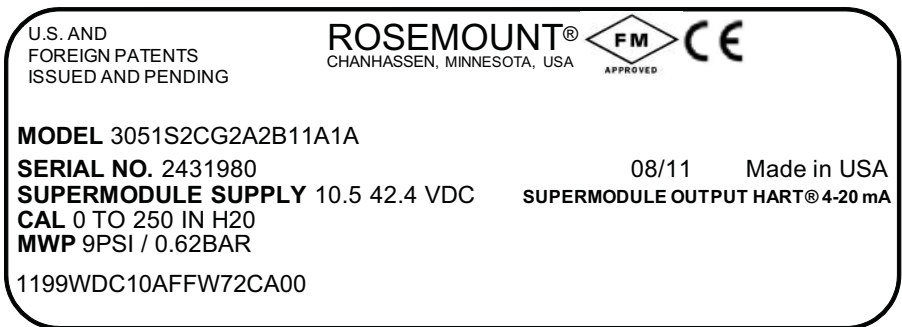 U.S. AND
FOREIGN PATENTS
ISSUED AND PENDING
ROSEMOUNT®
CHANHASSEN, MINNESOTA, USA
FM
APPROVED
CE
MODEL 3051S2CG2A2B11A1A
SERIAL NO. 2431980 08/11 Made in USA
SUPERMODULE SUPPLY 10.5 42.4 VDC SUPERMODULE OUTPUT HART® 4-20 mA
CAL 0 TO 250 IN H20
MWP 9PSI / 0.62BAR
1199WDC10AFFW72CA00